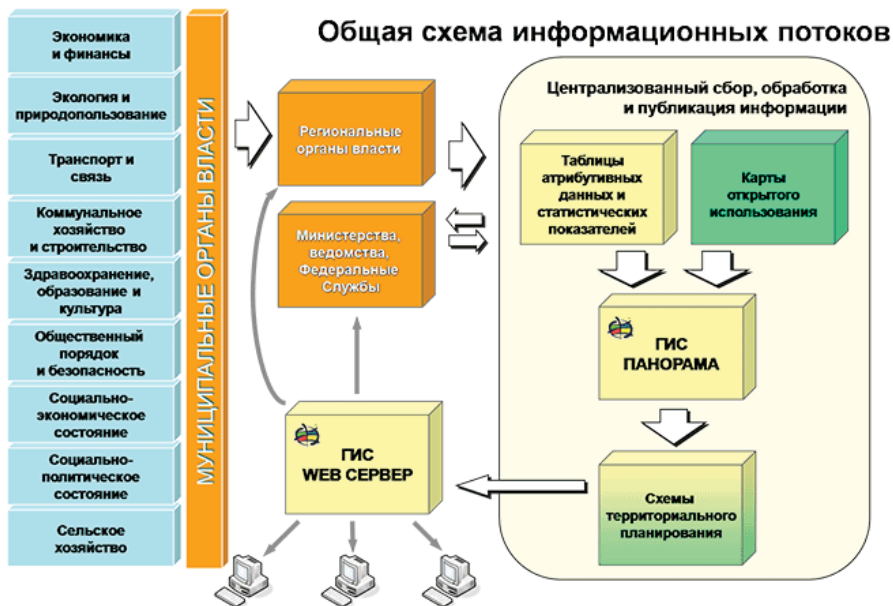 Общая схема информационных потоков
Экономика
и финансы
Экология и
природопользование
Транспорт и
связь
Коммунальное
хозяйство
и строительство
Здравоохранение,
образование и
культура
Общественный
порядок
и безопасность
Социально-
экономическое
состояние
Социально-
политическое
состояние
Сельское
хозяйство
МУНИЦИПАЛЬНЫЕ ОРГАНЫ ВЛАСТИ
Региональные
органы власти
Министерства,
ведомства,
Федеральные
Службы
ГИС
WEB СЕРВЕР
Централизованный сбор, обработка
и публикация информации
Таблицы
атрибутивных
данных и
статистических
показателей
Карты
открытого
использования
ГИС
ПАНОРАМА
Схемы
территориального
планирования